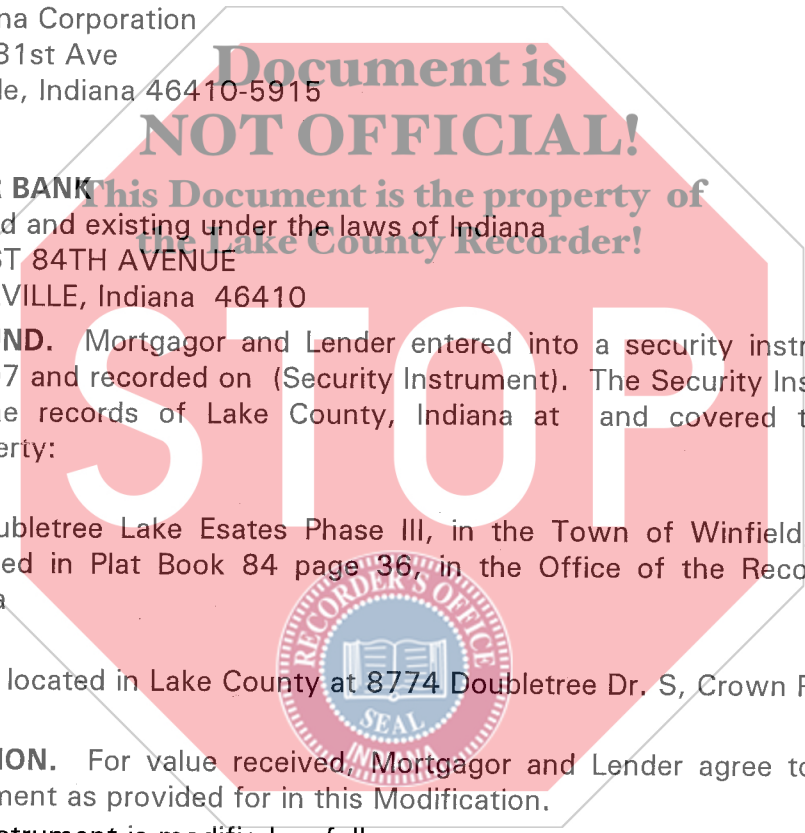 na Corporation
31st Ave
le, Indiana 46410-5915
Document is
NOT OFFICIAL!
This Document is the property of
the Lake County Recorder!
BANK
d and existing under the laws of Indiana
ST 84TH AVENUE
VILLE, Indiana 46410
ND. Mortgagor and Lender entered into a security instr
07 and recorded on (Security Instrument). The Security Ins
ne records of Lake County, Indiana at and covered t
erty:
STOP
ubletree Lake Esates Phase III, in the Town of Winfield
ed in Plat Book 84 page 36, in the Office of the Reco
a
located in Lake County at 8774 Doubletree Dr. S, Crown P
RECORDER'S OFFICE
SEAL
INDIANA
ION. For value received, Mortgagor and Lender agree to
ment as provided for in this Modification.